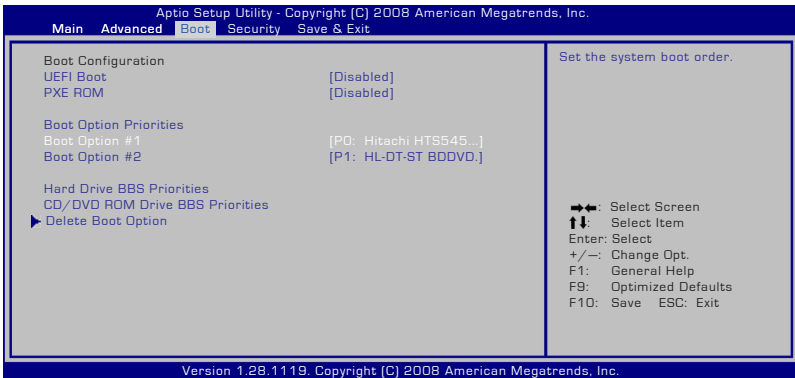 Aptio Setup Utility - Copyright (C) 2008 American Megatrends, Inc.
Main Advanced Boot Security Save & Exit
Boot Configuration
UEFI Boot [Disabled]
PXE ROM [Disabled]
Boot Option Priorities
Boot Option #1 [P0: Hitachi HTS545...]
Boot Option #2 [P1: HL-DT-ST BDDVD.]
Hard Drive BBS Priorities
CD/DVD ROM Drive BBS Priorities
Delete Boot Option
Set the system boot order.
→←: Select Screen
↑↓: Select Item
Enter: Select
+/—: Change Opt.
F1: General Help
F9: Optimized Defaults
F10: Save ESC: Exit
Version 1.28.1119. Copyright (C) 2008 American Megatrends, Inc.